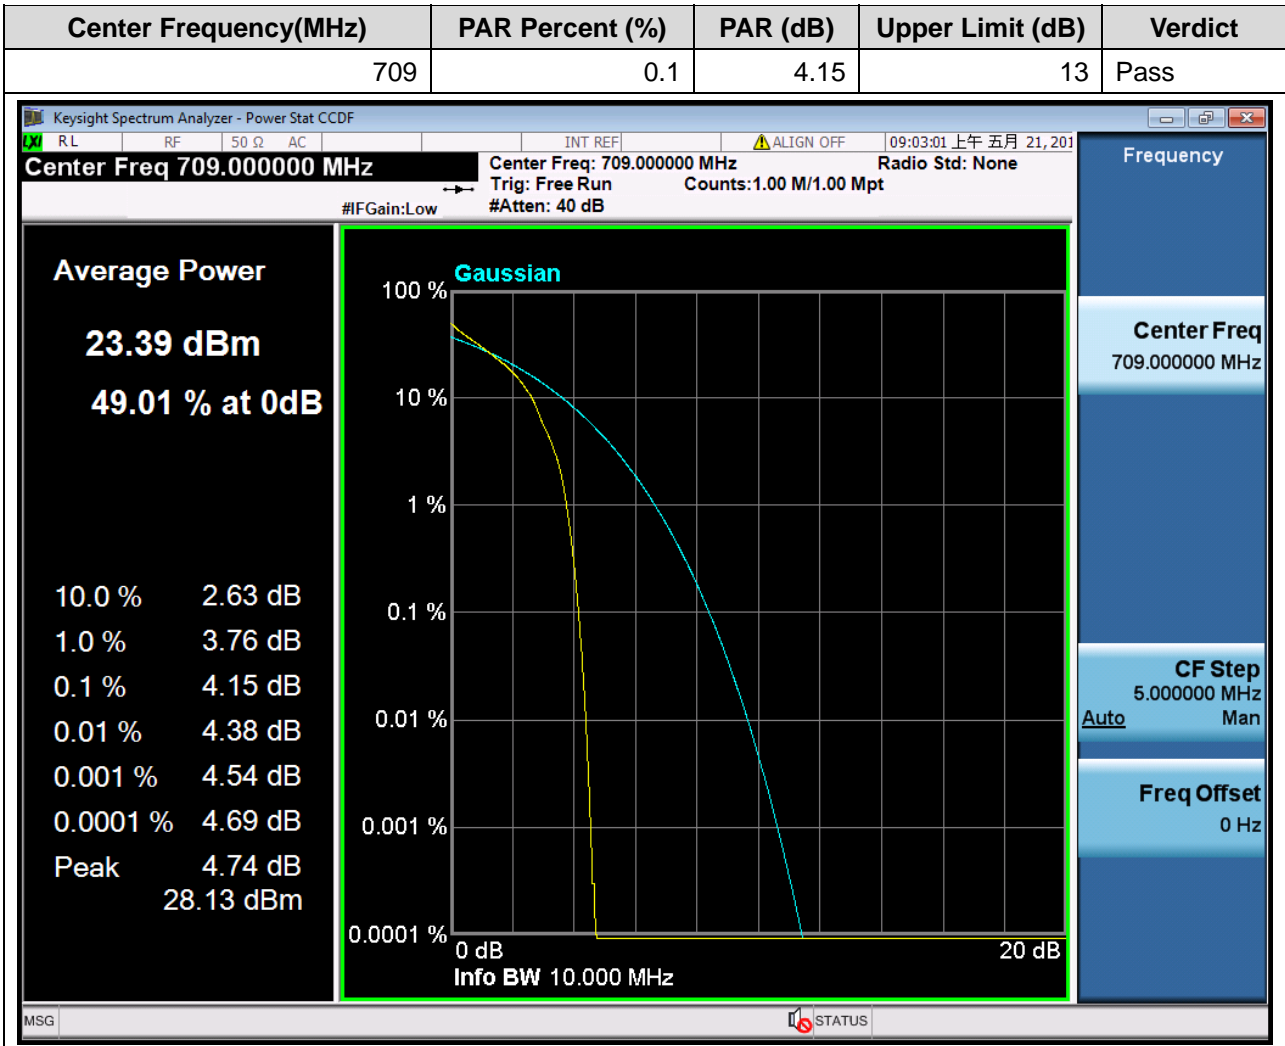 Center Frequency(MHz) PAR Percent (%) PAR (dB) Upper Limit (dB) Verdict
709 0.1 4.15 13 Pass
Keysight Spectrum Analyzer - Power Stat CCDF
LXI RL RF 50 Ω AC INT REF ALIGN OFF 09:03:01 上午 五月 21, 201
Center Freq 709.000000 MHz
Center Freq: 709.000000 MHz Radio Std: None
Trig: Free Run Counts:1.00 M/1.00 Mpt
#IFGain:Low #Atten: 40 dB
Average Power
23.39 dBm
49.01 % at 0dB
10.0 % 2.63 dB
1.0 % 3.76 dB
0.1 % 4.15 dB
0.01 % 4.38 dB
0.001 % 4.54 dB
0.0001 % 4.69 dB
Peak 4.74 dB
28.13 dBm
Gaussian
100 %
10 %
1 %
0.1 %
0.01 %
0.001 %
0.0001 %
0 dB 20 dB
Info BW 10.000 MHz
Frequency
Center Freq
709.000000 MHz
CF Step
5.000000 MHz
Auto Man
Freq Offset
0 Hz
MSG STATUS